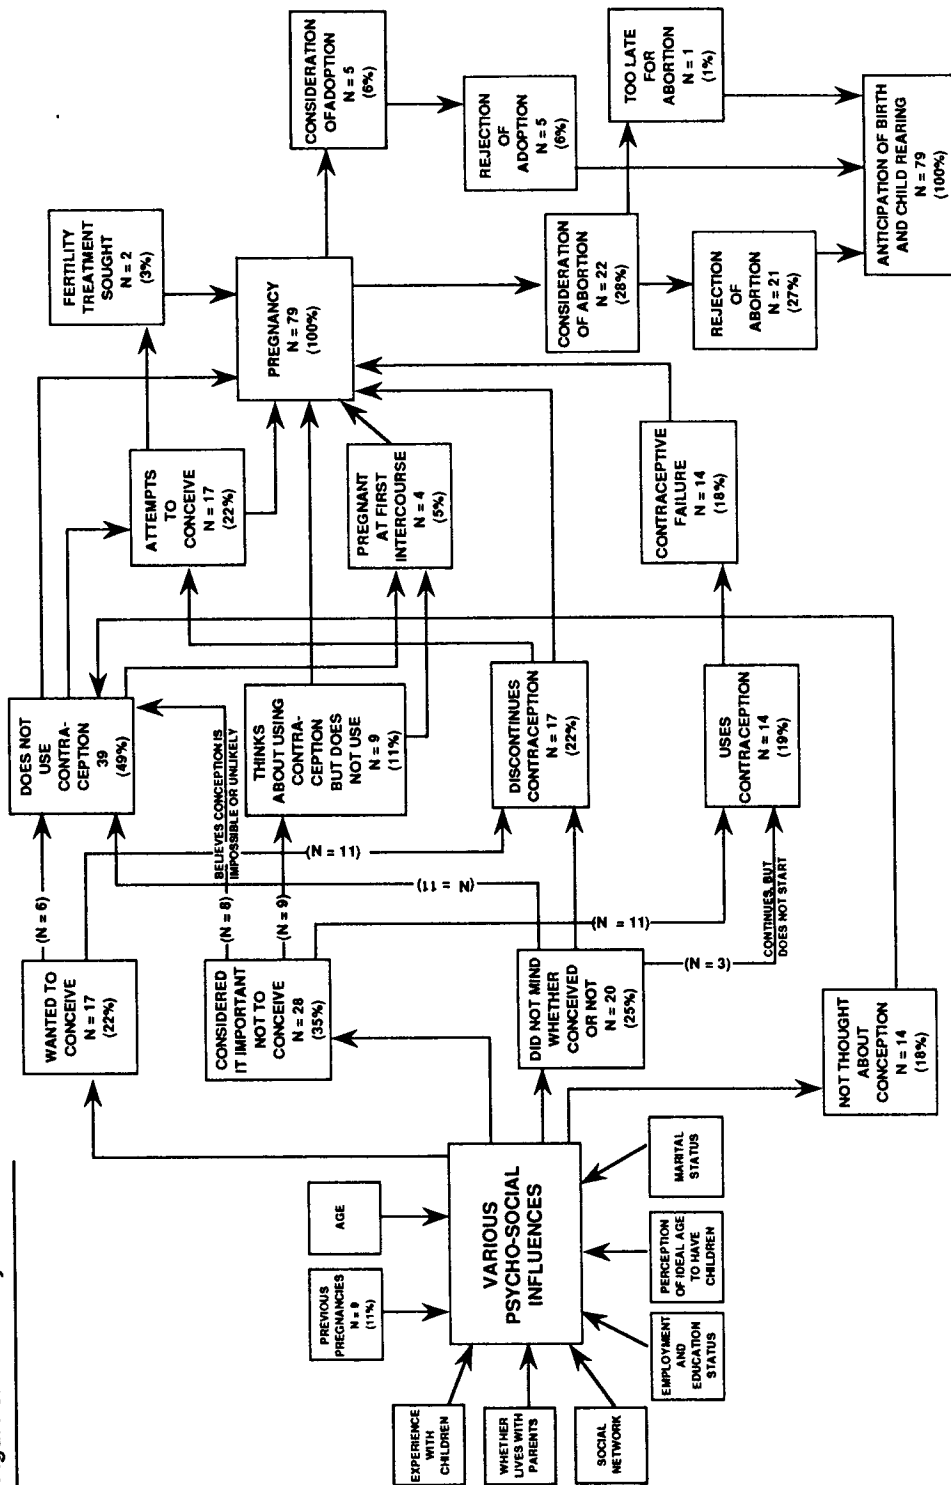 EXPERIENCE
WITH
CHILDREN
WHETHER
LIVES WITH
PARENTS
SOCIAL
NETWORK
PREVIOUS
PREGNANCIES
N = 9
(11%)
AGE
VARIOUS
PSYCHO-SOCIAL
INFLUENCES
EMPLOYMENT
AND
EDUCATION
STATUS
PERCEPTION
OF IDEAL AGE
TO HAVE
CHILDREN
MARITAL
STATUS
WANTED TO
CONCEIVE
N = 17
(22%)
CONSIDERED
IT IMPORTANT
NOT TO
CONCEIVE
N = 28
(35%)
DID NOT MIND
WHETHER
CONCEIVED
OR NOT
N = 20
(25%)
NOT THOUGHT
ABOUT
CONCEPTION
N = 14
(18%)
(N = 6)
(N = 11)
(N = 8)
BELIEVES CONCEPTION IS
IMPOSSIBLE OR UNLIKELY
(N = 9)
(N = 11)
(N = 11)
(N = 3)
CONTINUES, BUT
DOES NOT START
DOES NOT
USE
CONTRA-
CEPTION
39
(49%)
THINKS
ABOUT USING
CONTRA-
CEPTION
BUT DOES
NOT USE
N = 9
(11%)
DISCONTINUES
CONTRACEPTION
N = 17
(22%)
USES
CONTRACEPTION
N = 14
(19%)
ATTEMPTS
TO
CONCEIVE
N = 17
(22%)
PREGNANT
AT FIRST
INTERCOURSE
N = 4
(5%)
CONTRACEPTIVE
FAILURE
N = 14
(18%)
FERTILITY
TREATMENT
SOUGHT
N = 2
(3%)
PREGNANCY
N = 79
(100%)
CONSIDERATION
OF ADOPTION
N = 5
(6%)
REJECTION
OF
ADOPTION
N = 5
(6%)
CONSIDERATION
OF ABORTION
N = 22
(28%)
REJECTION
OF
ABORTION
N = 21
(27%)
TOO LATE
FOR
ABORTION
N = 1
(1%)
ANTICIPATION OF BIRTH
AND CHILD REARING
N = 79
(100%)